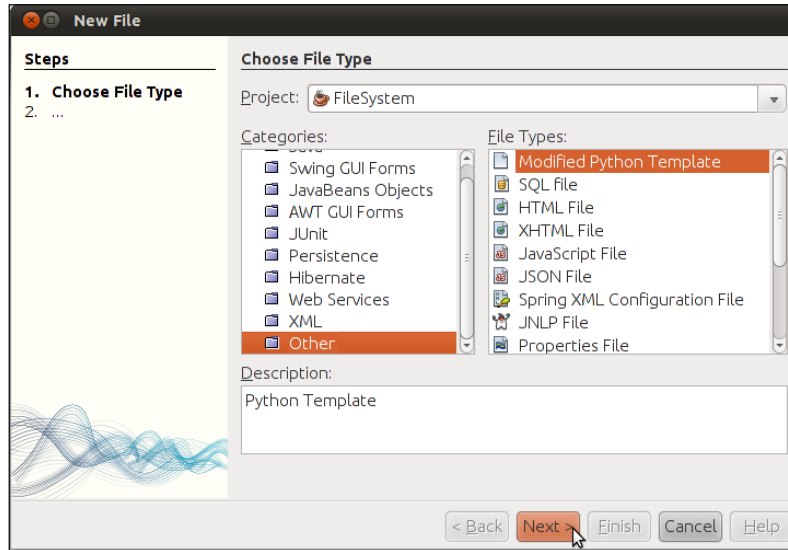 New File
Steps
1. Choose File Type
2. ...
Choose File Type
Project: FileSystem
Categories:
Swing GUI Forms
JavaBeans Objects
AWT GUI Forms
JUnit
Persistence
Hibernate
Web Services
XML
Other
File Types:
Modified Python Template
SQL file
HTML File
XHTML File
JavaScript File
JSON File
Spring XML Configuration File
JNLP File
Properties File
Description:
Python Template
< Back Next > Finish Cancel Help